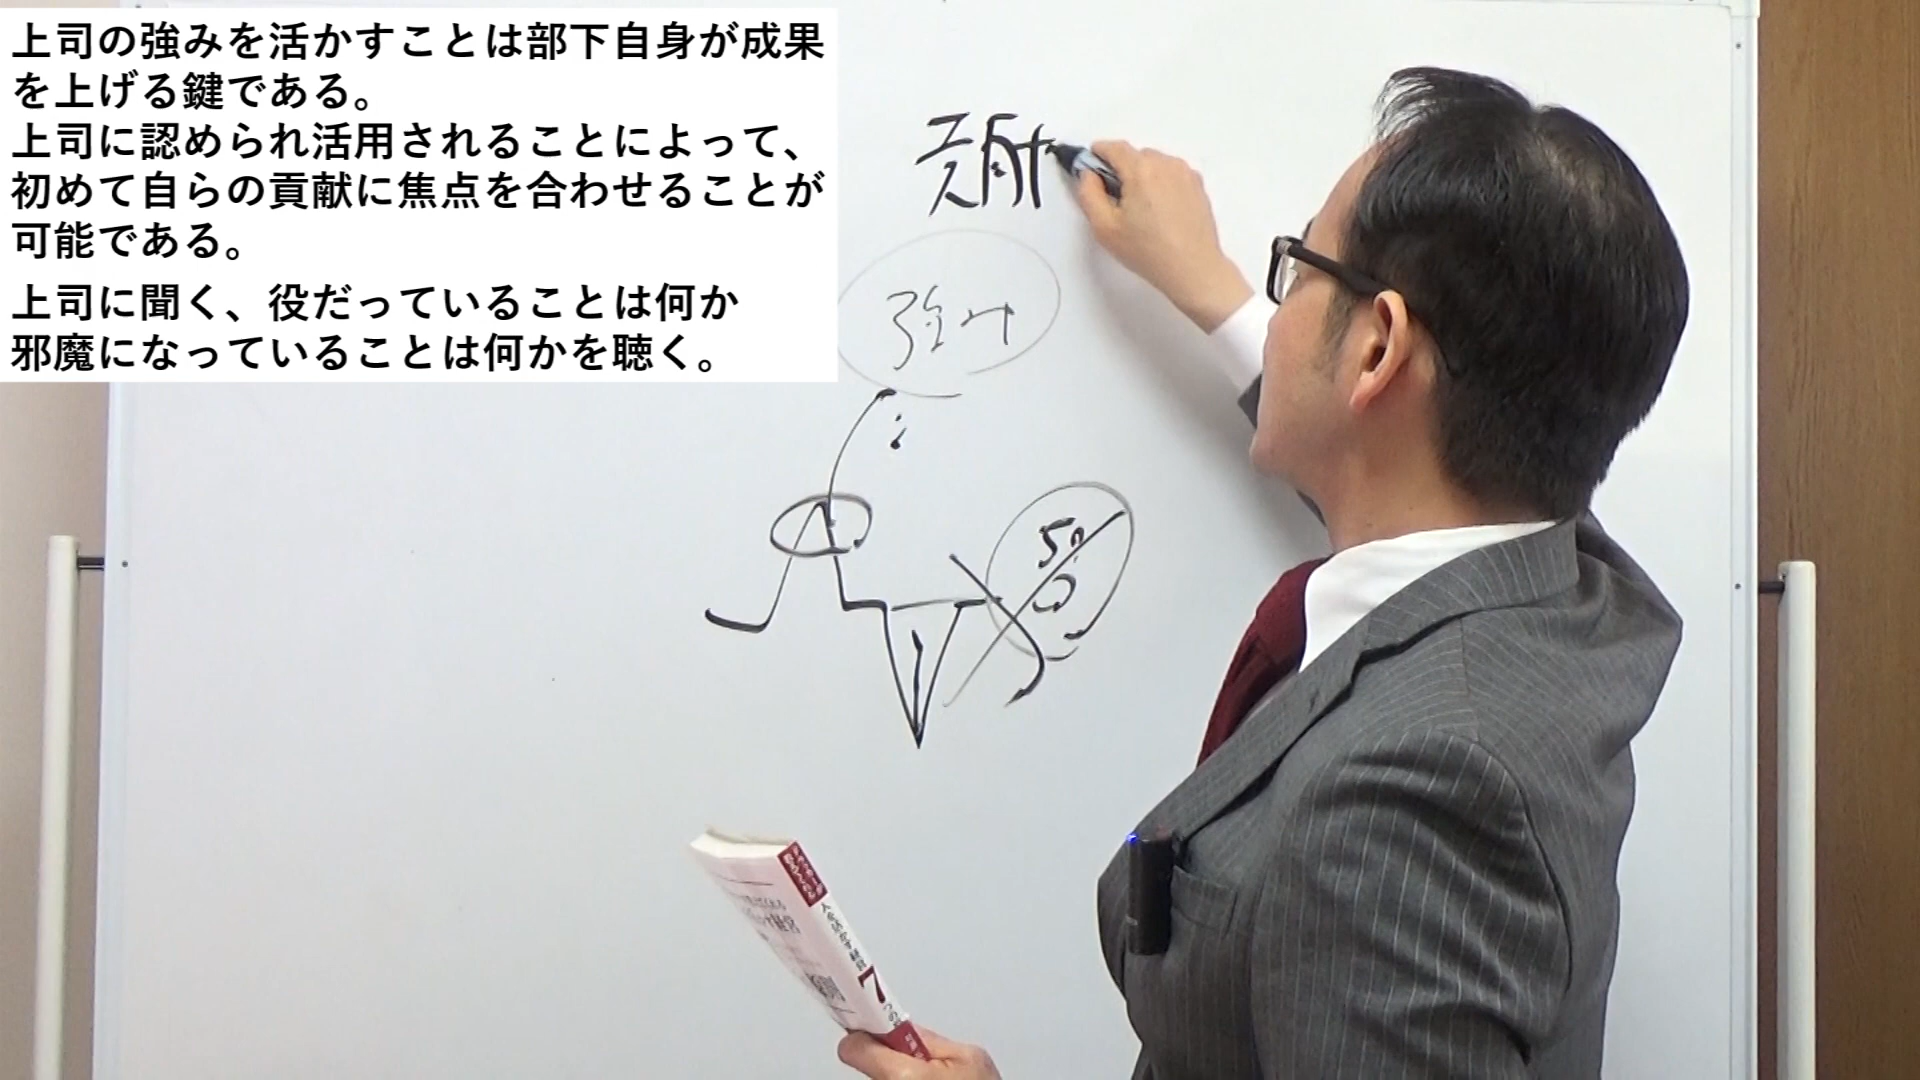 上司の強みを活かすことは部下自身が成果
を上げる鍵である。
上司に認められ活用されることによって、
初めて自らの貢献に焦点を合わせることが
可能である。
上司に聞く、役だっていることは何か
邪魔になっていることは何かを聴く。
強み
7つの